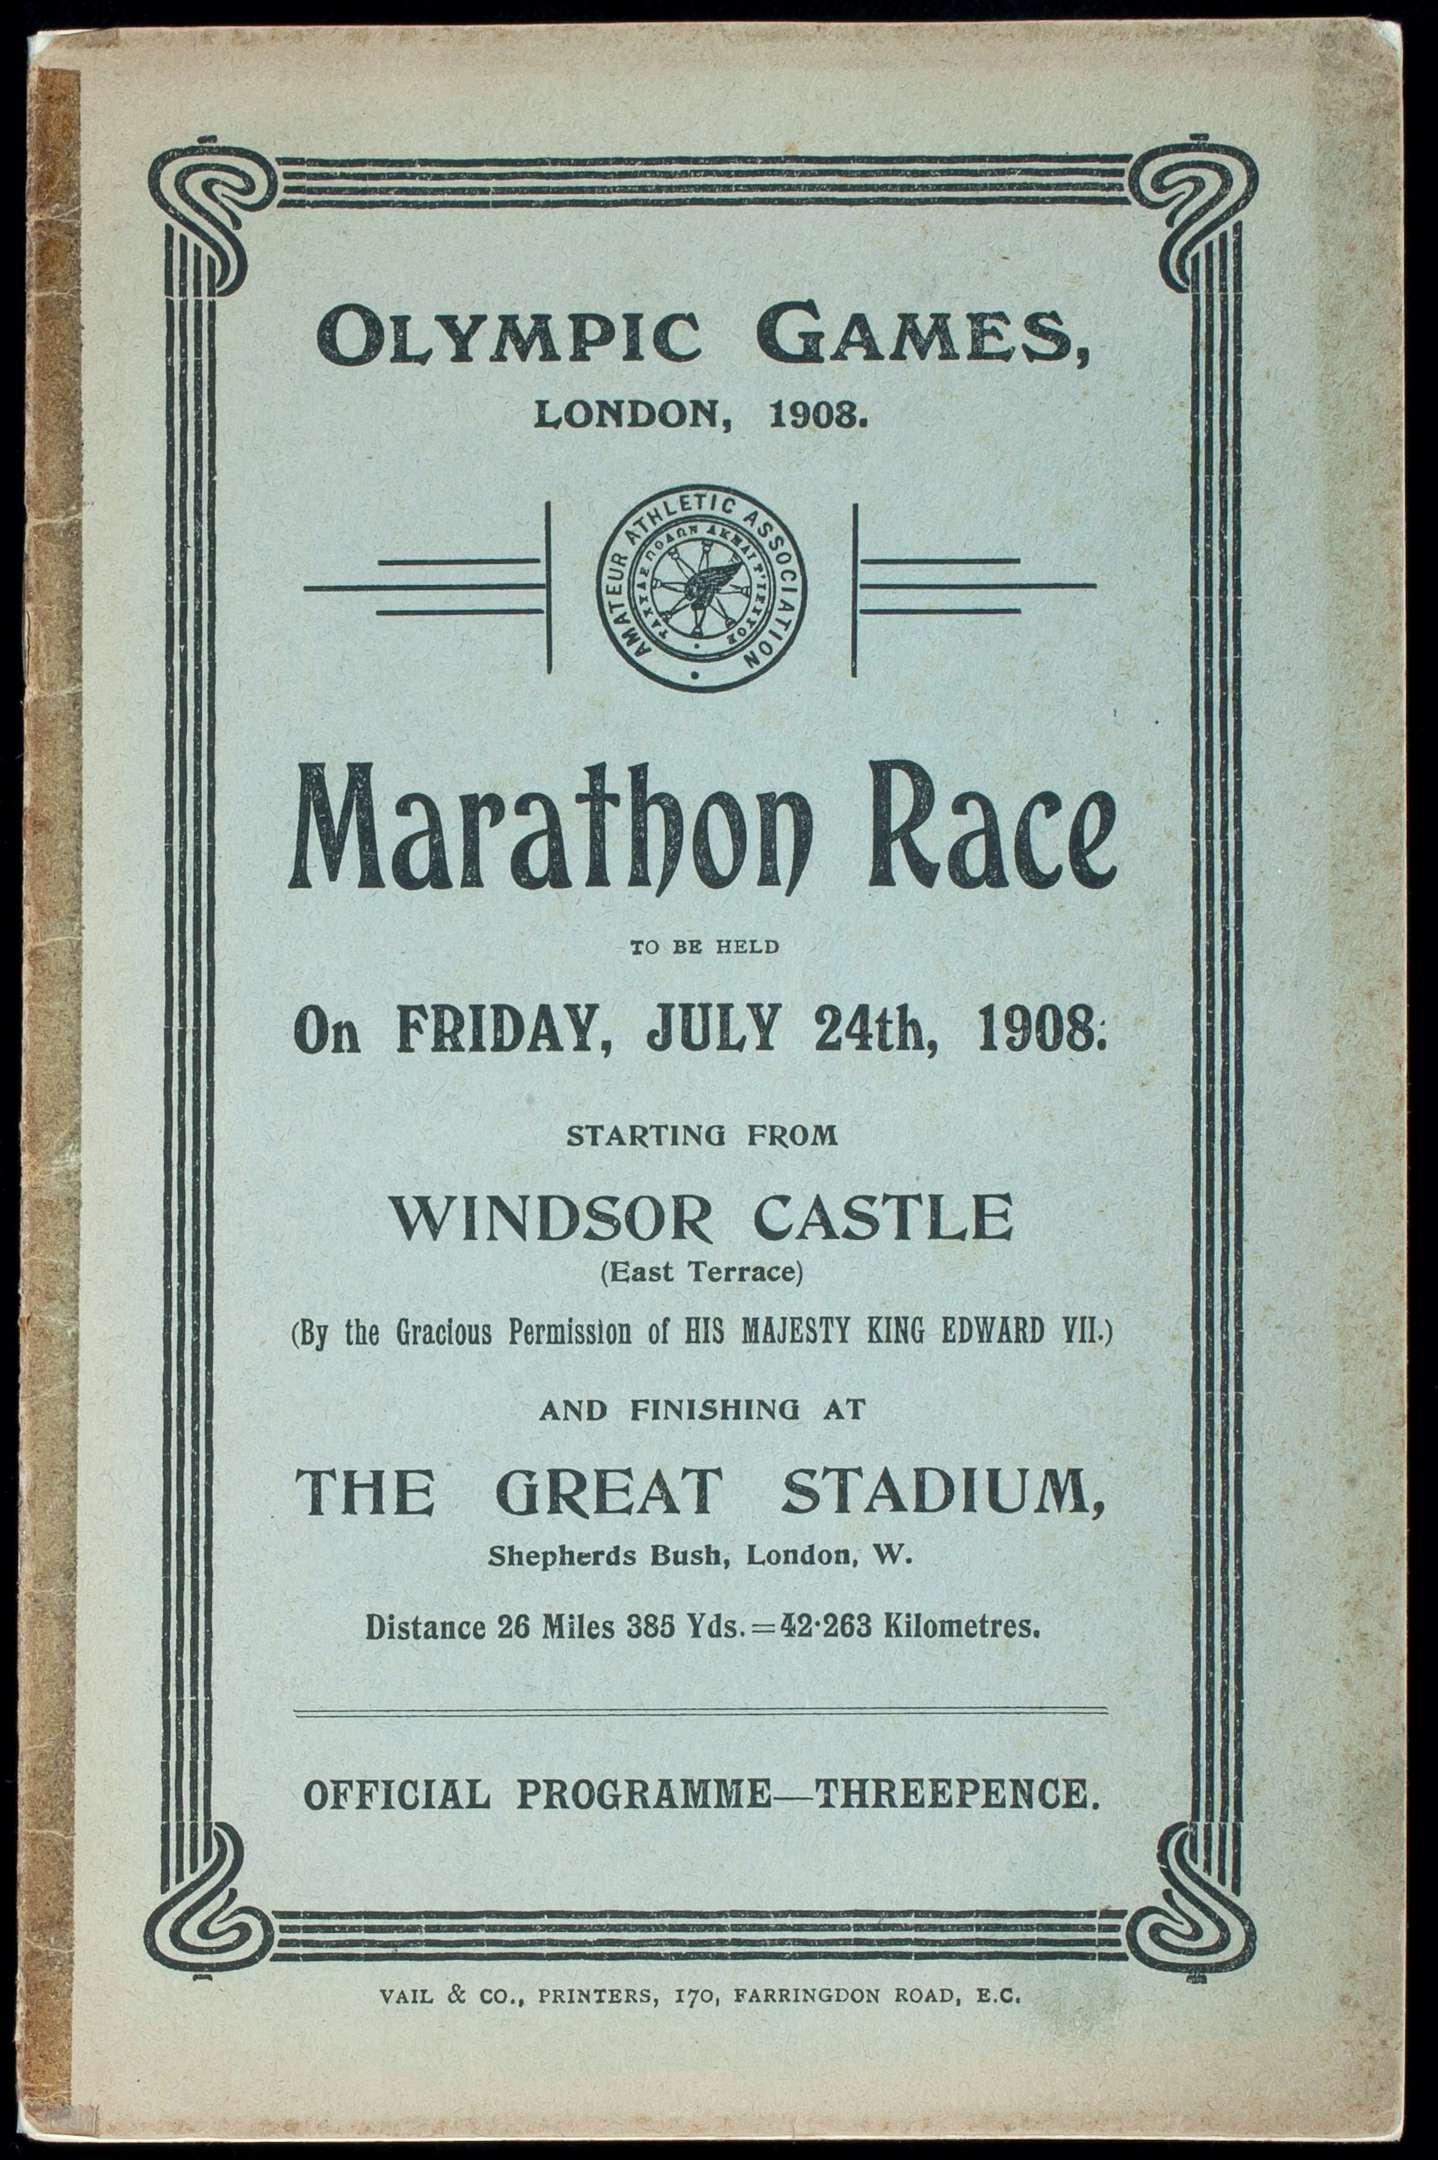 OLYMPIC GAMES,
LONDON, 1908.
AMATEUR ATHLETIC ASSOCIATION
Marathon Race
TO BE HELD
On FRIDAY, JULY 24th, 1908:
STARTING FROM
WINDSOR CASTLE
(East Terrace)
(By the Gracious Permission of HIS MAJESTY KING EDWARD VII.)
AND FINISHING AT
THE GREAT STADIUM,
Shepherds Bush, London, W.
Distance 26 Miles 385 Yds.=42·263 Kilometres.
OFFICIAL PROGRAMME—THREEPENCE.
VAIL & CO., PRINTERS, 170, FARRINGDON ROAD, E.C.